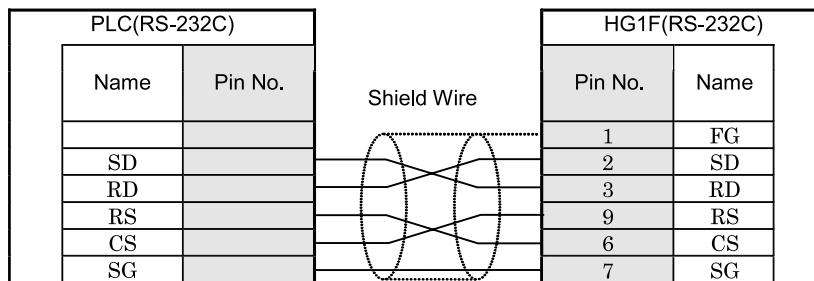 PLC(RS-232C) HG1F(RS-232C)
Name Pin No. Shield Wire Pin No. Name
1 FG
SD 2 SD
RD 3 RD
RS 9 RS
CS 6 CS
SG 7 SG